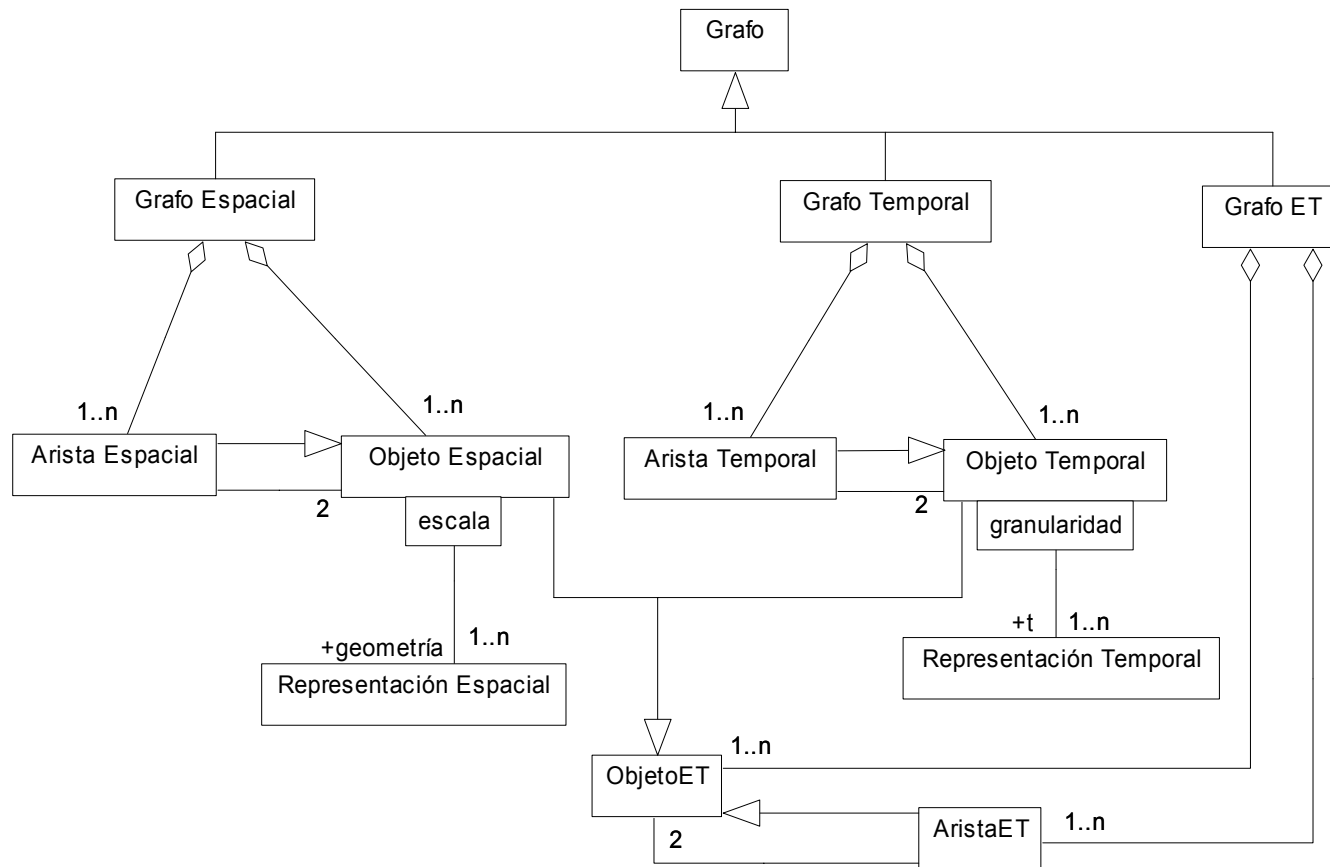 Grafo
Grafo Espacial
Grafo Temporal
Grafo ET
1..n
1..n
1..n
1..n
Arista Espacial
Objeto Espacial
Arista Temporal
Objeto Temporal
2
2
escala
granularidad
+geometría
1..n
+t
1..n
Representación Espacial
Representación Temporal
1..n
ObjetoET
2
AristaET
1..n